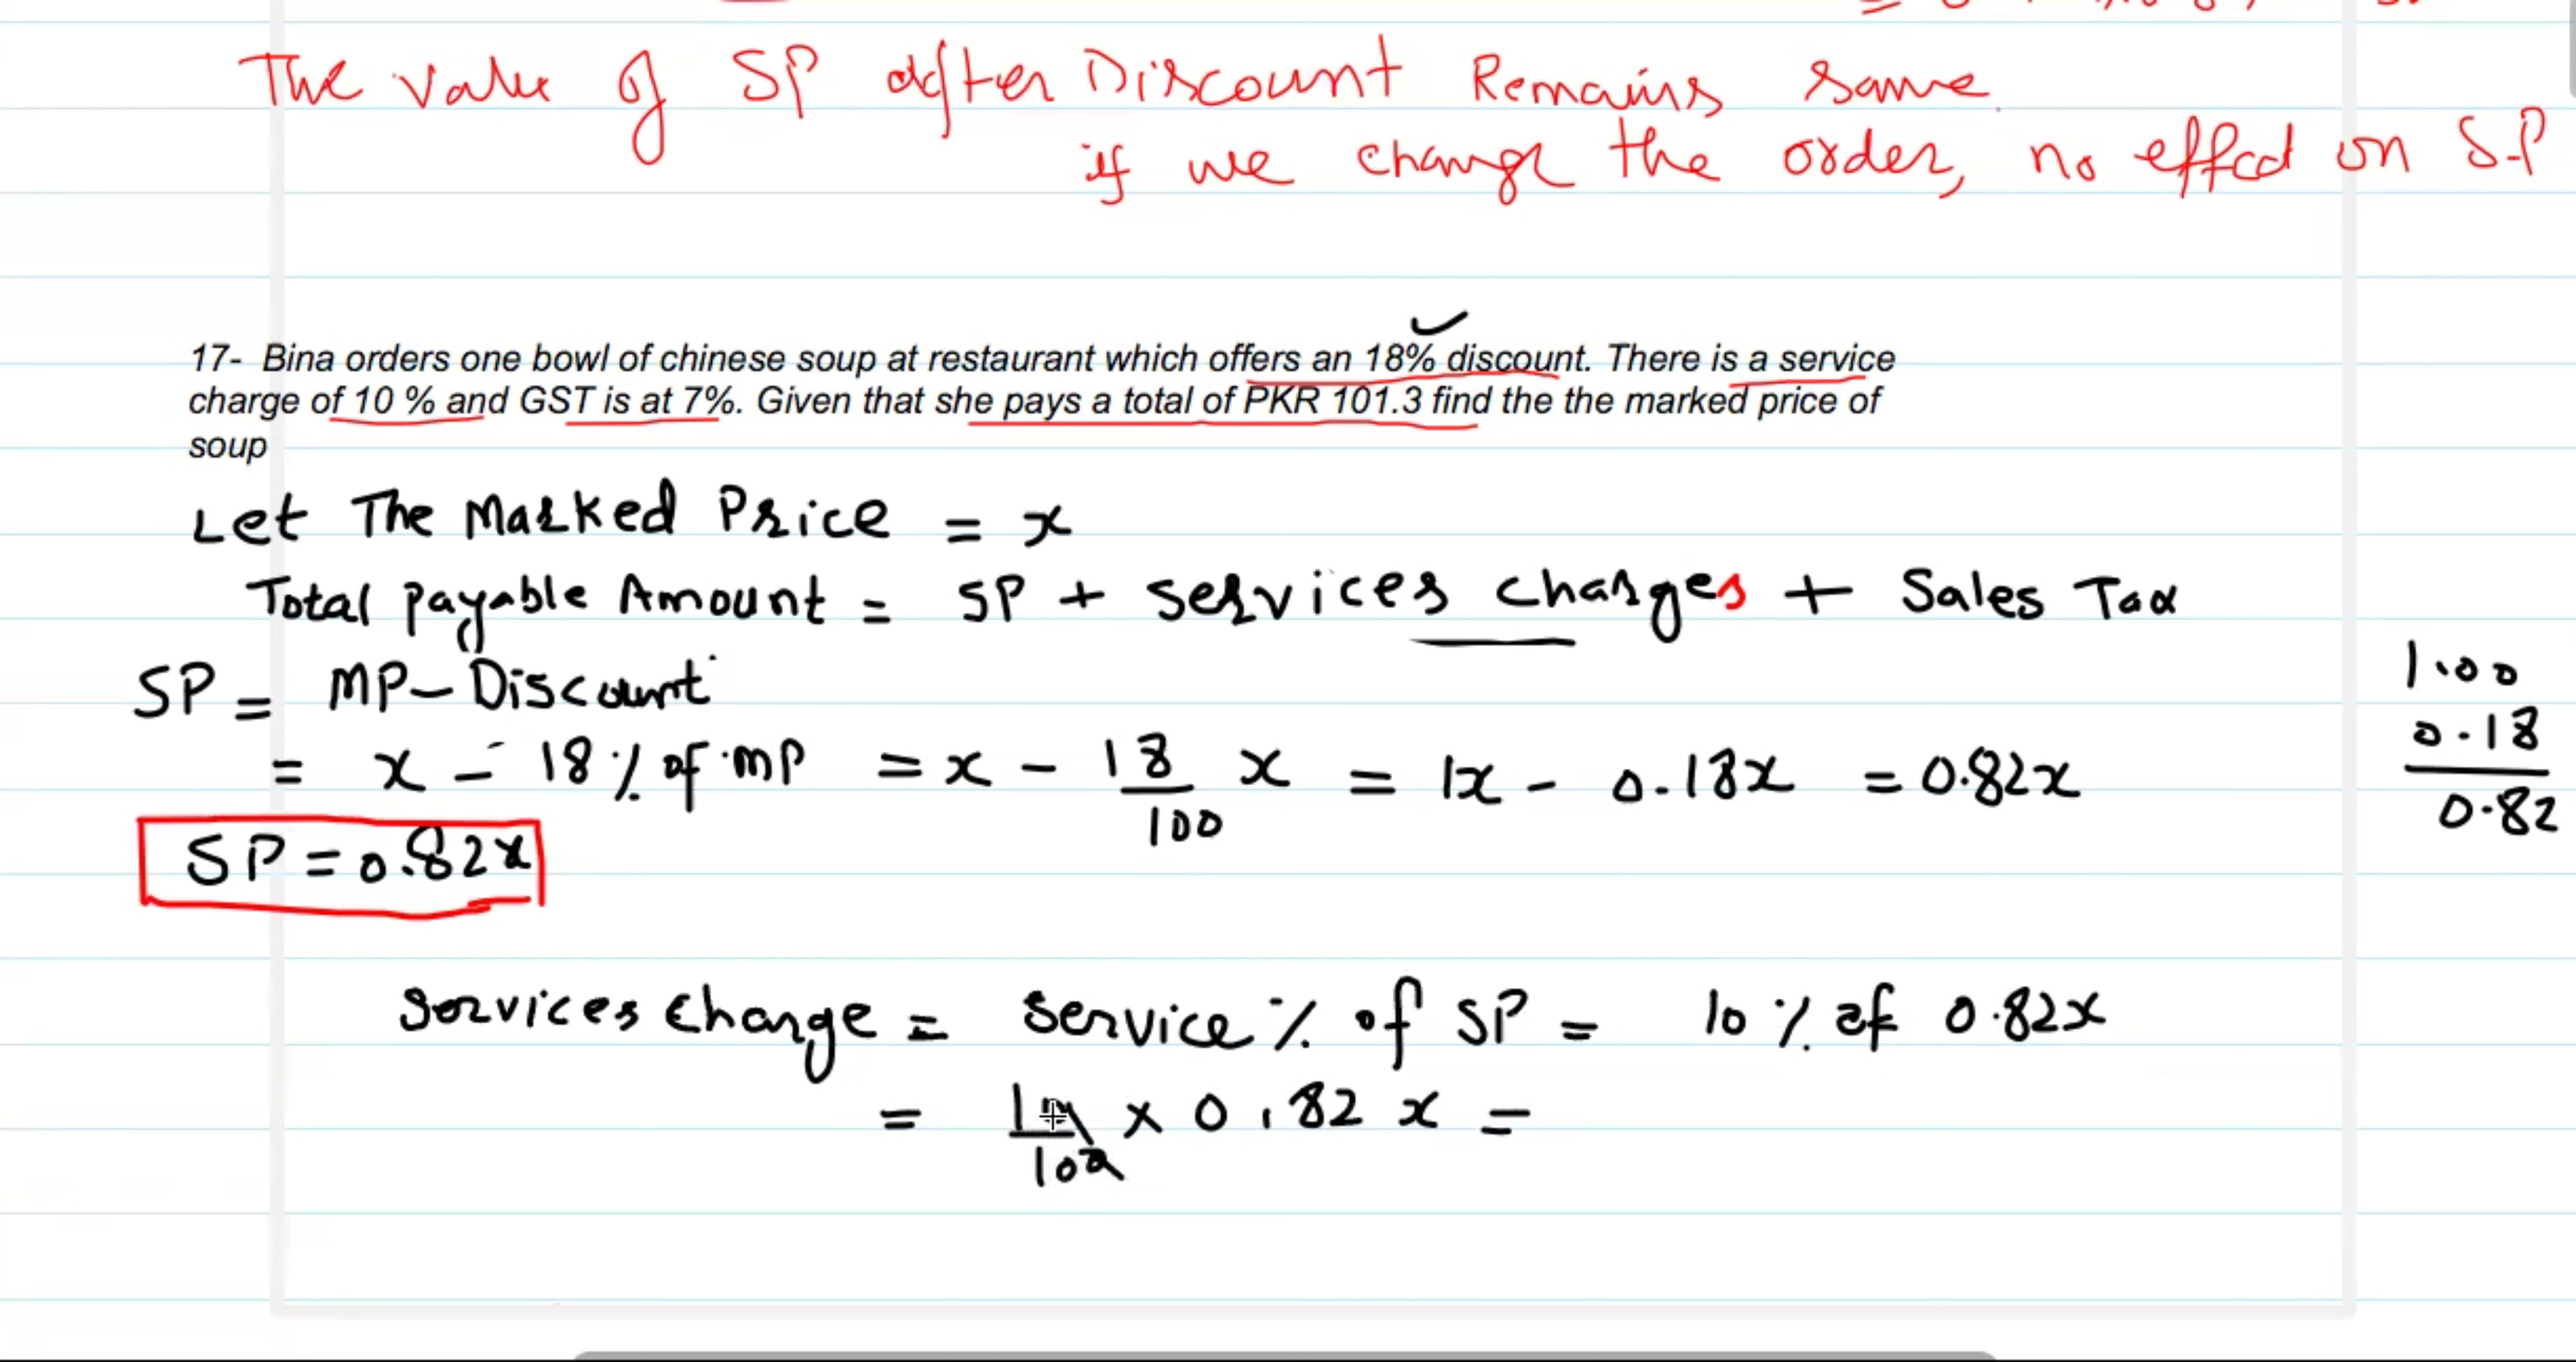 The value of SP after Discount Remains same
if we change the order, no effect on S.P
17- Bina orders one bowl of chinese soup at restaurant which offers an 18% discount. There is a service
charge of 10 % and GST is at 7%. Given that she pays a total of PKR 101.3 find the the marked price of
soup
Let The Marked Price = x
Total payable Amount = SP + services charges + Sales Tax
SP = MP - Discount
= x - 18 % of MP = x - 18/100 x = 1x - 0.18x = 0.82x
1.00
0.18
0.82
SP = 0.82x
Services Charge = Service % of SP = 10 % of 0.82x
= 10/100 x 0.82 x =